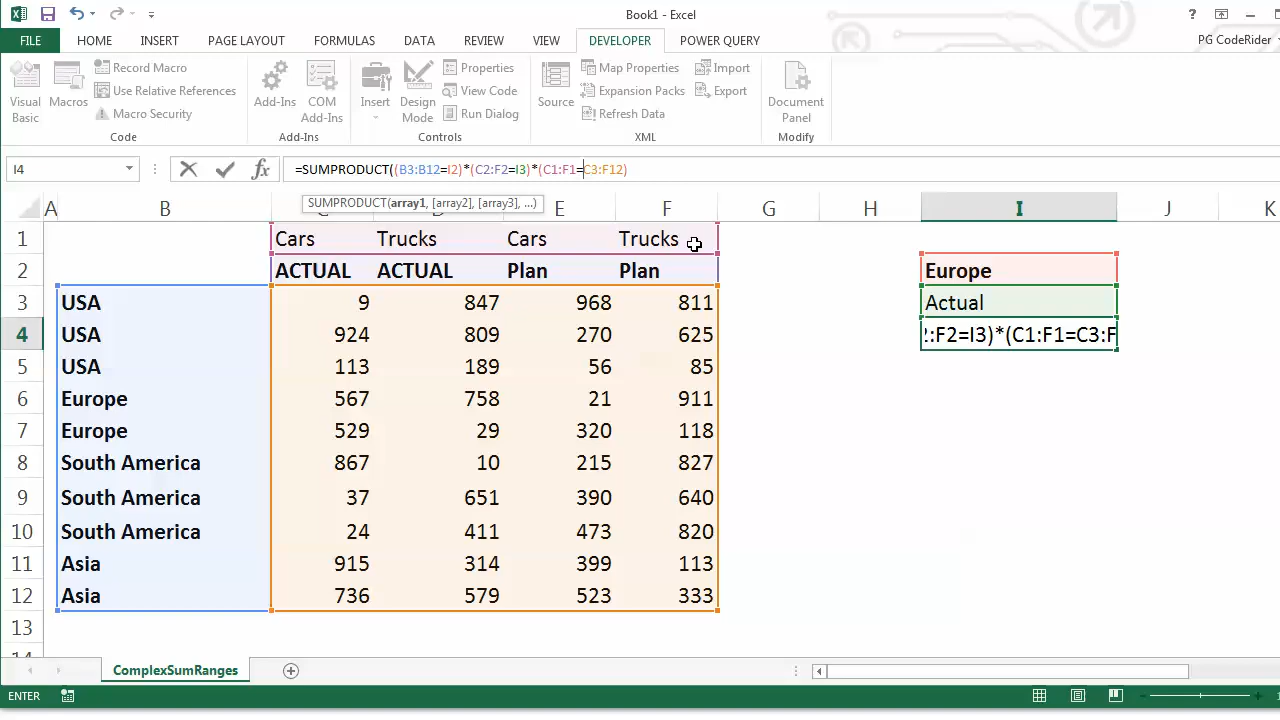 Book1 - Excel
?
FILE HOME INSERT PAGE LAYOUT FORMULAS DATA REVIEW VIEW DEVELOPER POWER QUERY PG CodeRider
Visual Basic
Macros
Record Macro
Use Relative References
Macro Security
Code
Add-Ins
COM Add-Ins
Add-Ins
Insert
Design Mode
Properties
View Code
Run Dialog
Controls
Source
Map Properties
Expansion Packs
Refresh Data
Import
Export
XML
Document Panel
Modify
I4 fx =SUMPRODUCT((B3:B12=I2)*(C2:F2=I3)*(C1:F1=C3:F12)
SUMPRODUCT(array1, [array2], [array3], ...)
A B C D E F G H I J K
1 Cars Trucks Cars Trucks
2 ACTUAL ACTUAL Plan Plan Europe
3 USA 9 847 968 811 Actual
4 USA 924 809 270 625 2:F2=I3)*(C1:F1=C3:F
5 USA 113 189 56 85
6 Europe 567 758 21 911
7 Europe 529 29 320 118
8 South America 867 10 215 827
9 South America 37 651 390 640
10 South America 24 411 473 820
11 Asia 915 314 399 113
12 Asia 736 579 523 333
13
14
ComplexSumRanges
ENTER